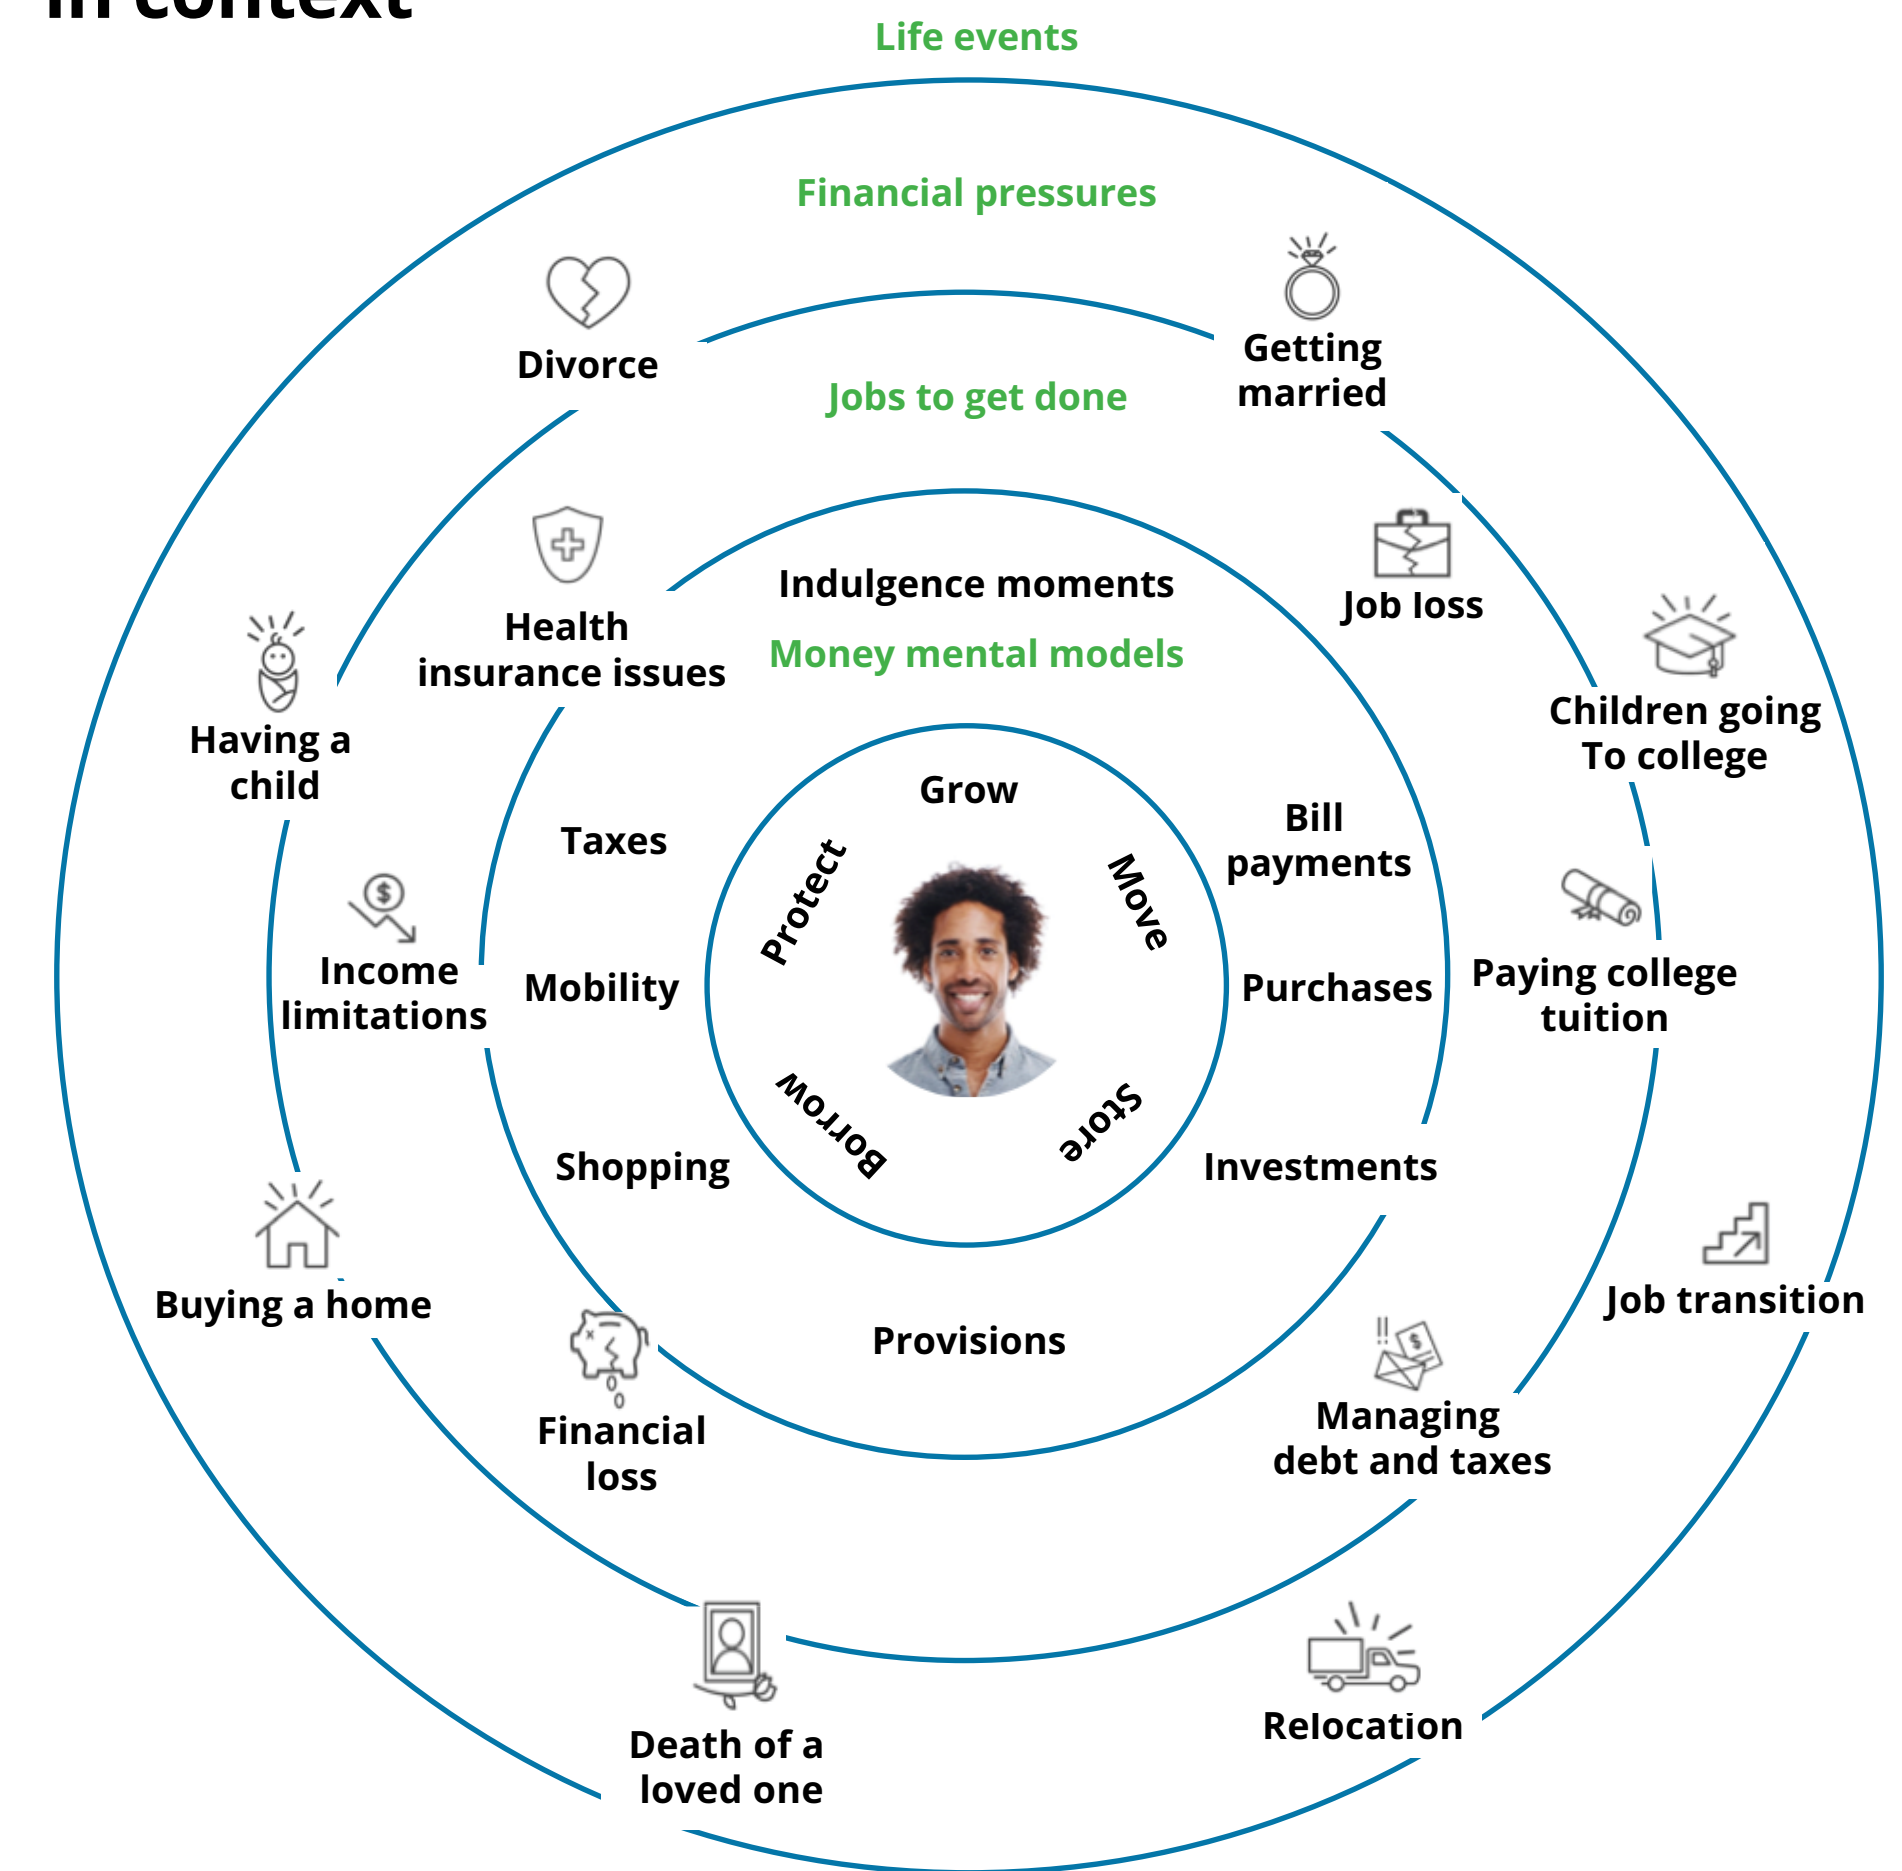 in context
Life events
Financial pressures
Divorce
Getting
married
Jobs to get done
Health
insurance issues
Indulgence moments
Job loss
Money mental models
Having a
child
Children going
To college
Grow
Taxes
Protect
Move
Bill
payments
Income
limitations
Mobility
Purchases
Paying college
tuition
Borrow
Store
Shopping
Investments
Buying a home
Job transition
Provisions
Financial
loss
Managing
debt and taxes
Relocation
Death of a
loved one